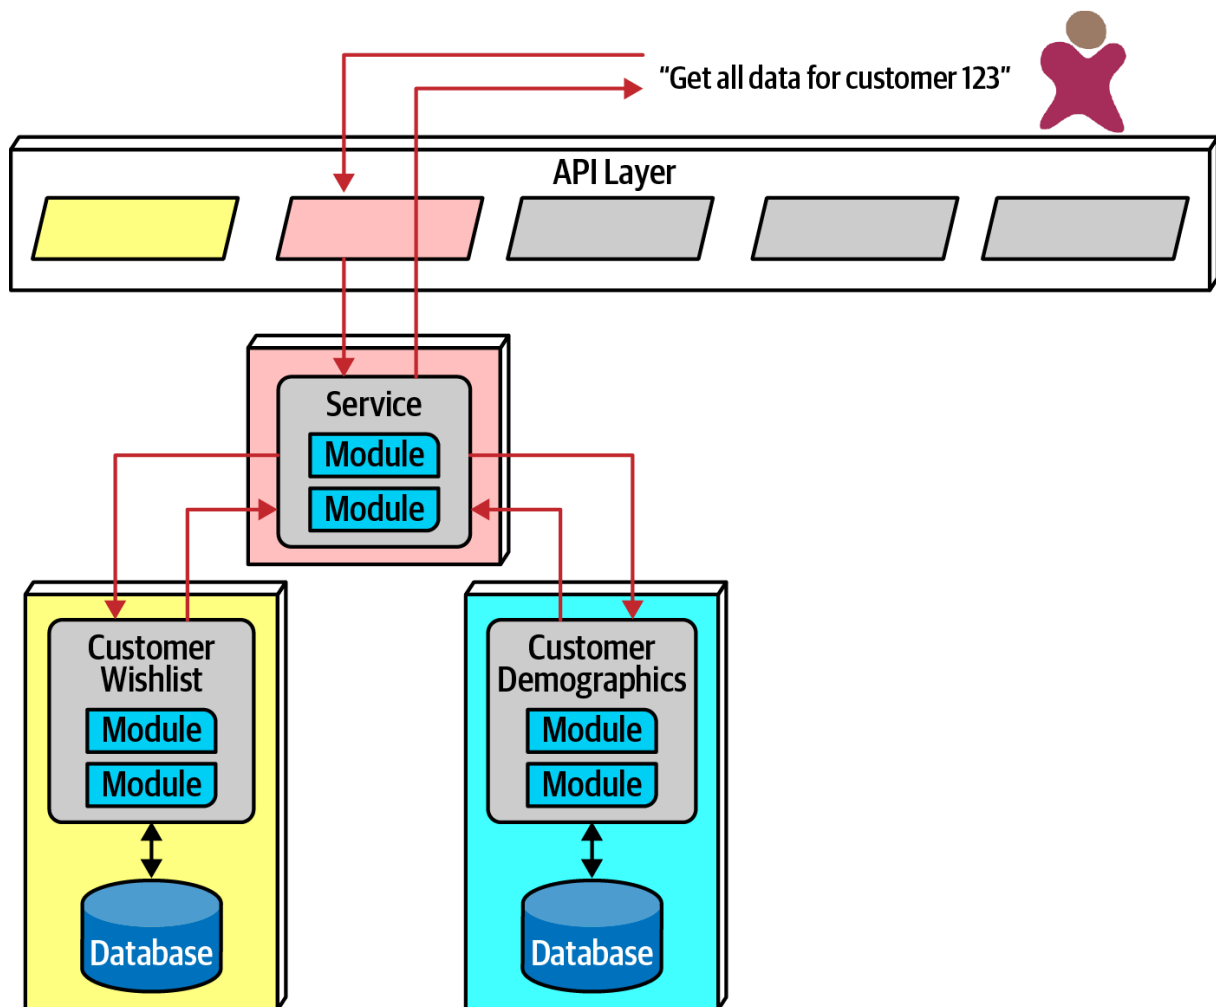 “Get all data for customer 123”
API Layer
Service
Module
Module
Customer
Wishlist
Module
Module
Database
Customer
Demographics
Module
Module
Database